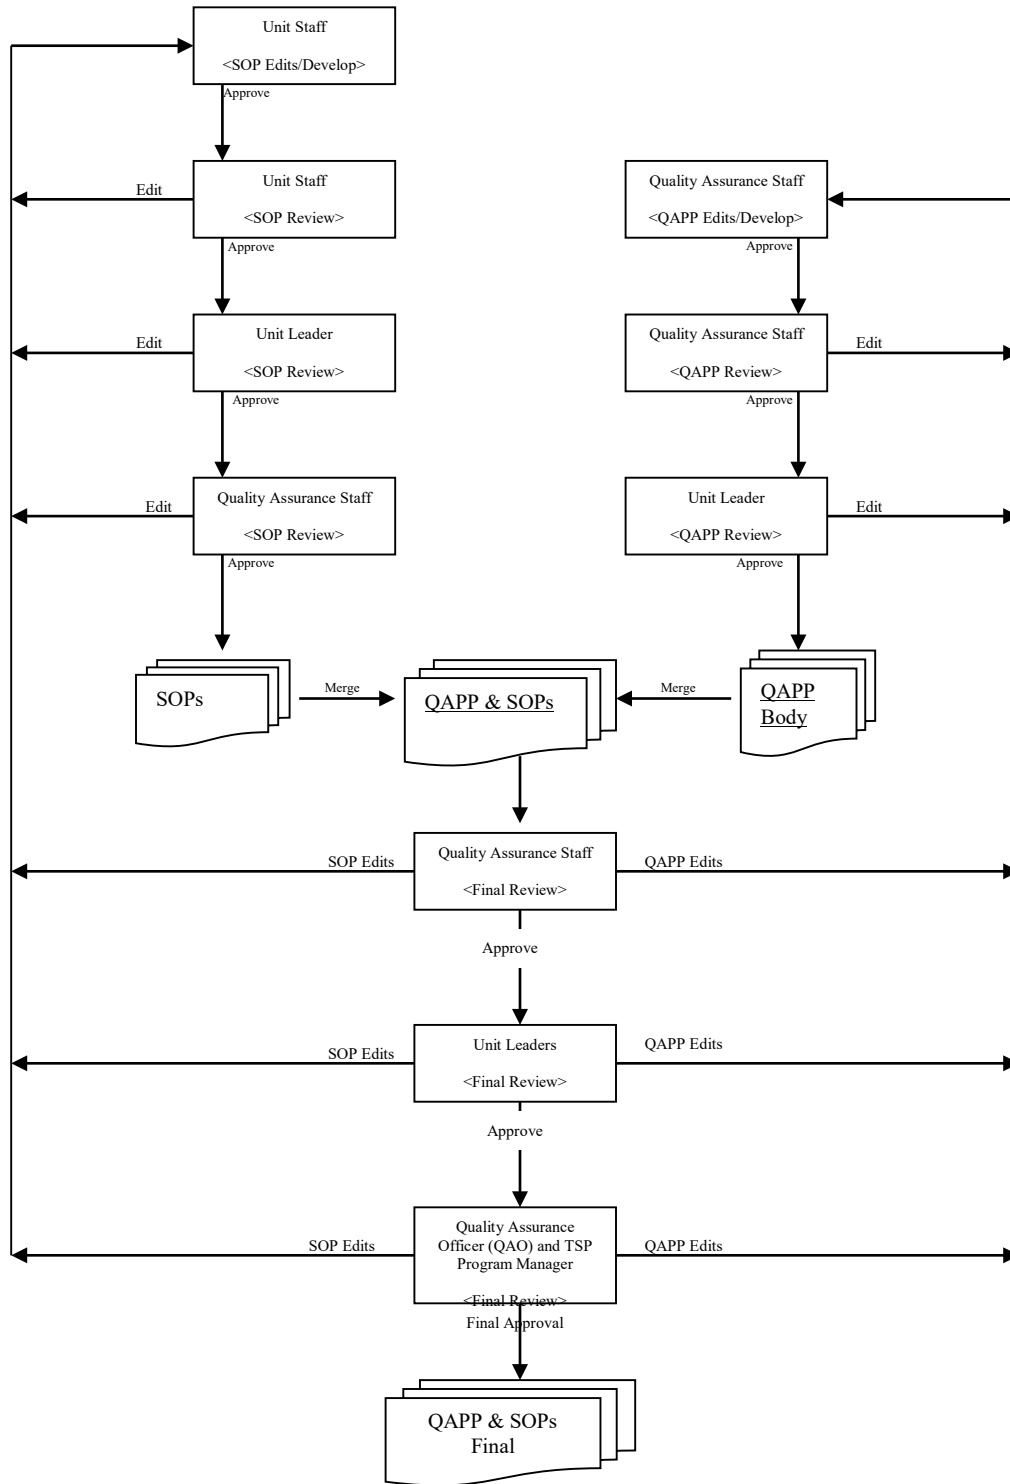 Unit Staff
<SOP Edits/Develop>
Approve
Unit Staff
<SOP Review>
Edit
Approve
Quality Assurance Staff
<QAPP Edits/Develop>
Approve
Unit Leader
<SOP Review>
Edit
Approve
Quality Assurance Staff
<QAPP Review>
Edit
Approve
Quality Assurance Staff
<SOP Review>
Edit
Approve
Unit Leader
<QAPP Review>
Edit
Approve
SOPs
Merge
QAPP & SOPs
Merge
QAPP
Body
SOP Edits
Quality Assurance Staff
<Final Review>
QAPP Edits
Approve
SOP Edits
Unit Leaders
<Final Review>
QAPP Edits
Approve
SOP Edits
Quality Assurance
Officer (QAO) and TSP
Program Manager
<Final Review>
QAPP Edits
Final Approval
QAPP & SOPs
Final